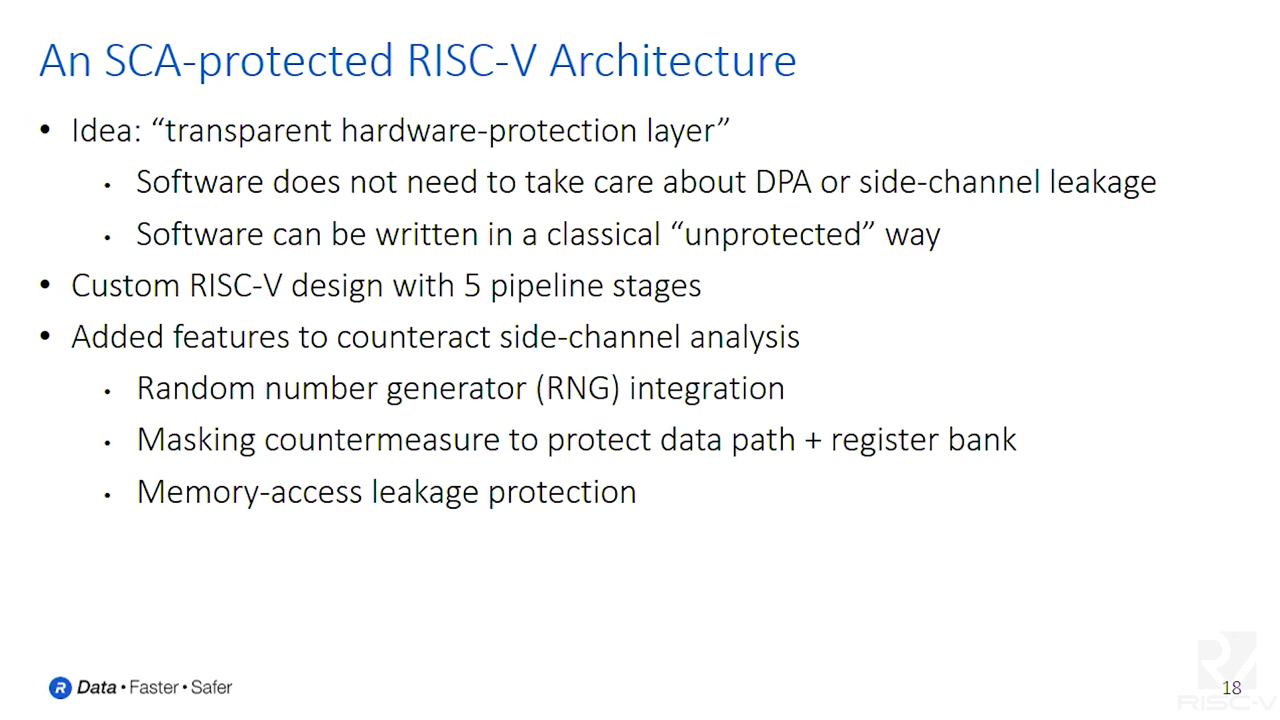 An SCA-protected RISC-V Architecture
• Idea: “transparent hardware-protection layer”
• Software does not need to take care about DPA or side-channel leakage
• Software can be written in a classical “unprotected” way
• Custom RISC-V design with 5 pipeline stages
• Added features to counteract side-channel analysis
• Random number generator (RNG) integration
• Masking countermeasure to protect data path + register bank
• Memory-access leakage protection
R Data • Faster • Safer
18
RISC-V